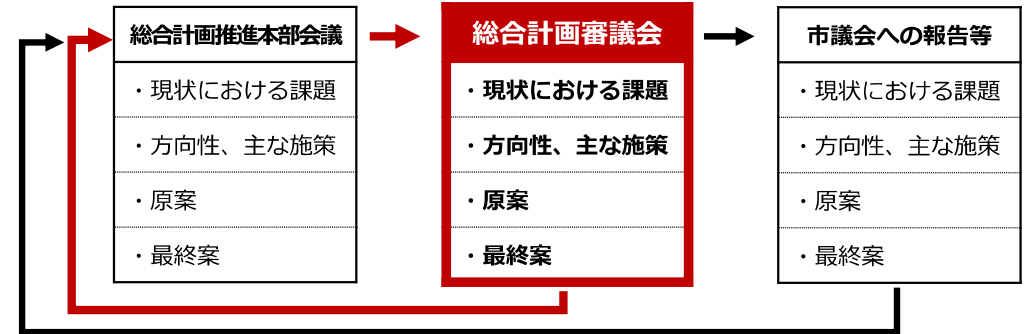 総合計画推進本部会議
・現状における課題
・方向性、主な施策
・原案
・最終案
総合計画審議会
・現状における課題
・方向性、主な施策
・原案
・最終案
市議会への報告等
・現状における課題
・方向性、主な施策
・原案
・最終案